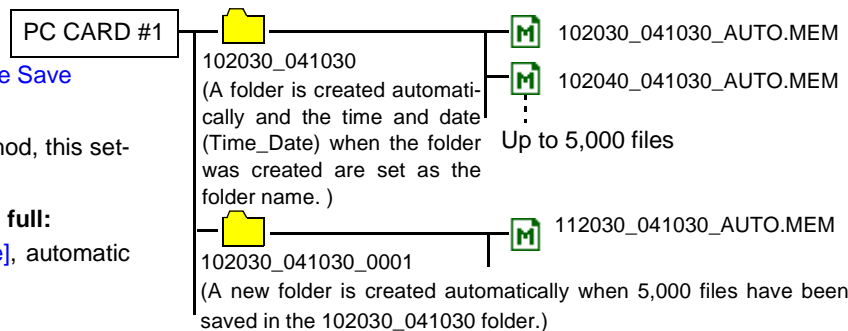 PC CARD #1
102030_041030_AUTO.MEM
102030_041030
e Save
102040_041030_AUTO.MEM
(A folder is created automati-
cally and the time and date
(Time_Date) when the folder
was created are set as the
folder name. )
Up to 5,000 files
nod, this set-
full:
e], automatic
112030_041030_AUTO.MEM
102030_041030_0001
(A new folder is created automatically when 5,000 files have been
saved in the 102030_041030 folder.)